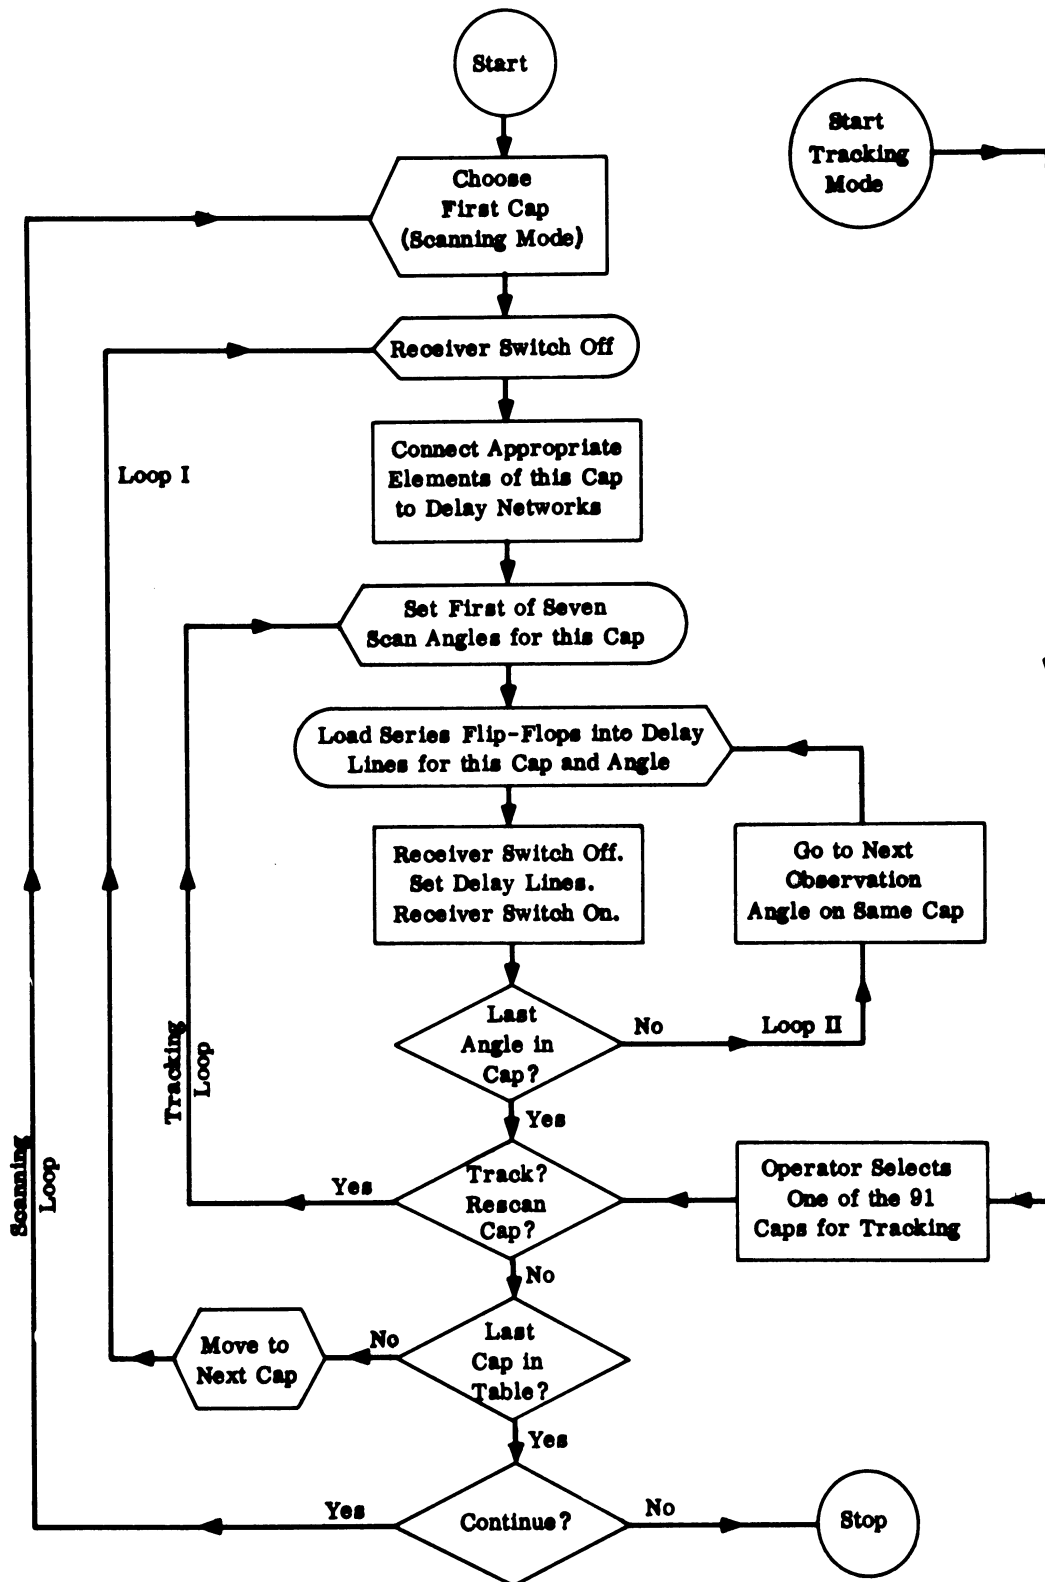 Start
Start
Tracking
Mode
Choose
First Cap
(Scanning Mode)
Receiver Switch Off
Connect Appropriate
Elements of this Cap
to Delay Networks
Loop I
Set First of Seven
Scan Angles for this Cap
Load Series Flip-Flops into Delay
Lines for this Cap and Angle
Receiver Switch Off.
Set Delay Lines.
Receiver Switch On.
Go to Next
Observation
Angle on Same Cap
Last
Angle in
Cap?
No
Loop II
Yes
Tracking
Loop
Track?
Rescan
Cap?
Yes
Operator Selects
One of the 91
Caps for Tracking
No
Scanning
Loop
Last
Cap in
Table?
No
Move to
Next Cap
Yes
Continue?
Yes
No
Stop